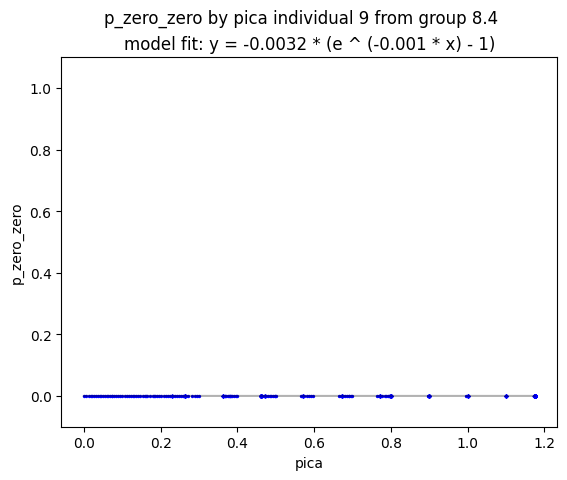 p_zero_zero by pica individual 9 from group 8.4
model fit: y = -0.0032 * (e ^ (-0.001 * x) - 1)
1.0
0.8
0.6
0.4
0.2
0.0
p_zero_zero
0.0 0.2 0.4 0.6 0.8 1.0 1.2
pica